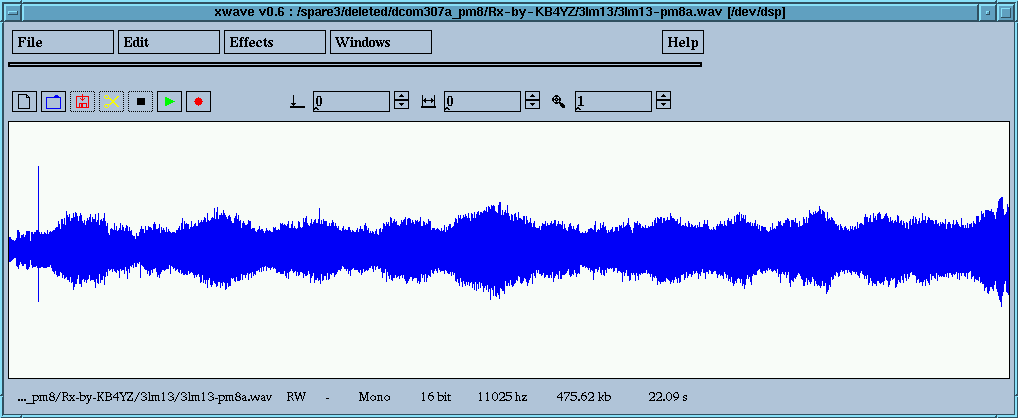 xwave v0.6 : /spare3/deleted/dcom307a_pm8/Rx-by-KB4YZ/3lm13/3lm13-pm8a.wav [/dev/dsp]
File Edit Effects Windows Help
0 0 1
..._pm8/Rx-by-KB4YZ/3lm13/3lm13-pm8a.wav RW - Mono 16 bit 11025 hz 475.62 kb 22.09 s